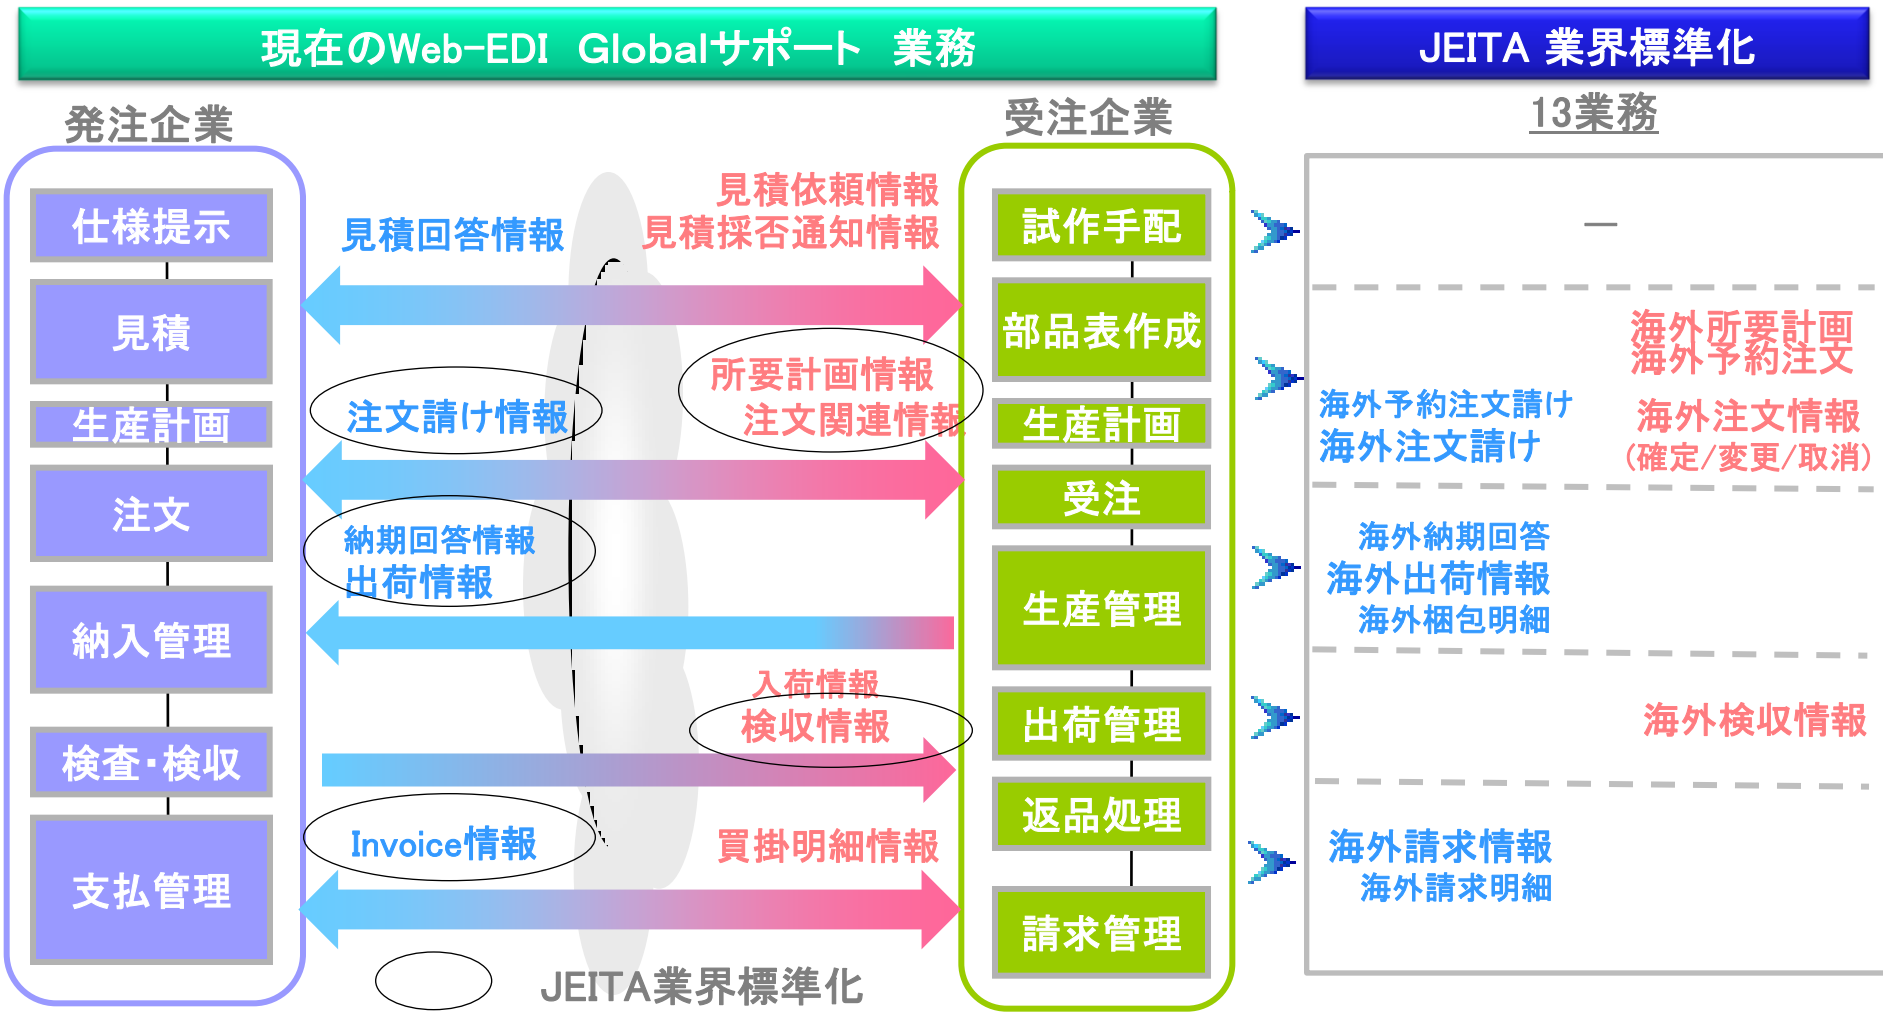 現在のWeb-EDI　Globalサポート　業務
JEITA 業界標準化
発注企業
受注企業
13業務
仕様提示
見積
生産計画
注文
納入管理
検査・検収
支払管理
見積回答情報
見積依頼情報
見積採否通知情報
注文請け情報
所要計画情報
注文関連情報
納期回答情報
出荷情報
入荷情報
検収情報
Invoice情報
買掛明細情報
JEITA業界標準化
試作手配
部品表作成
生産計画
受注
生産管理
出荷管理
返品処理
請求管理
―
海外所要計画
海外予約注文
海外予約注文請け
海外注文請け
海外注文情報
(確定/変更/取消)
海外納期回答
海外出荷情報
海外梱包明細
海外検収情報
海外請求情報
海外請求明細